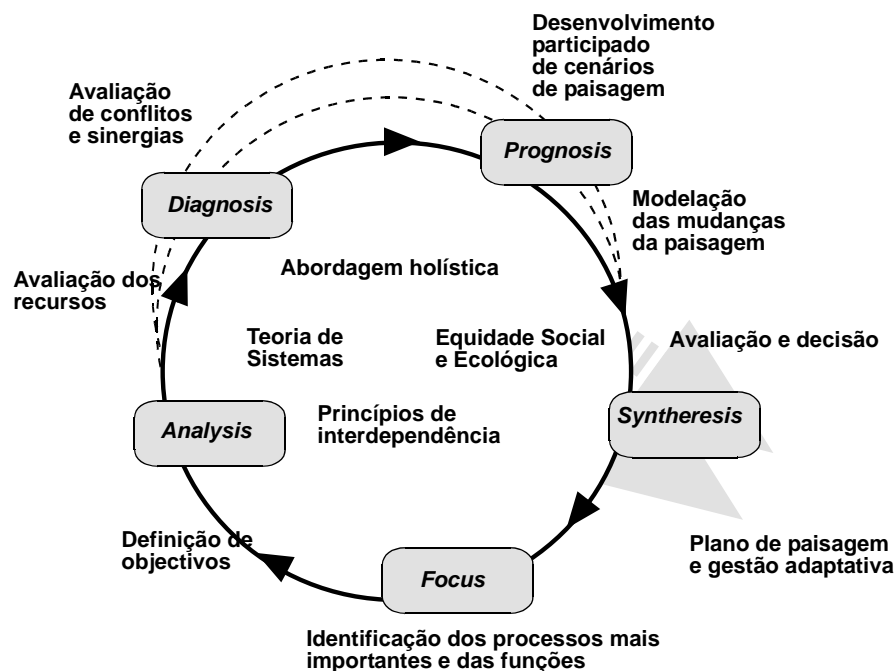 Desenvolvimento
participado
de cenários
de paisagem
Avaliação
de conflitos
e sinergias
Prognosis
Diagnosis
Modelação
das mudanças
da paisagem
Avaliação dos
recursos
Abordagem holística
Teoria de
Sistemas
Equidade Social
e Ecológica
Avaliação e decisão
Analysis
Princípios de
interdependência
Syntheresis
Definição de
objectivos
Plano de paisagem
e gestão adaptativa
Focus
Identificação dos processos mais
importantes e das funções